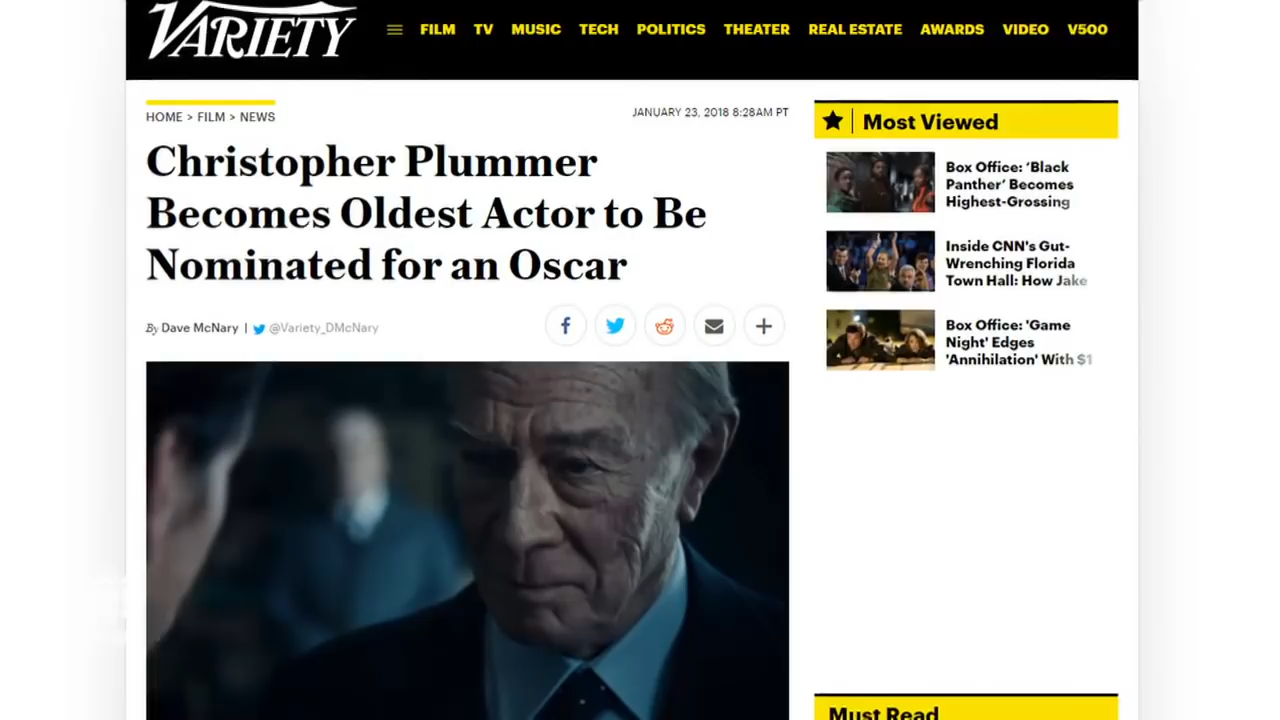 VARIETY
FILM TV MUSIC TECH POLITICS THEATER REAL ESTATE AWARDS VIDEO V500
HOME > FILM > NEWS
JANUARY 23, 2018 8:28AM PT
Christopher Plummer
Becomes Oldest Actor to Be
Nominated for an Oscar
By Dave McNary | @Variety_DMcNary
Most Viewed
Box Office: ‘Black
Panther’ Becomes
Highest-Grossing
Inside CNN's Gut-
Wrenching Florida
Town Hall: How Jake
Box Office: 'Game
Night' Edges
'Annihilation' With $1
Must Read